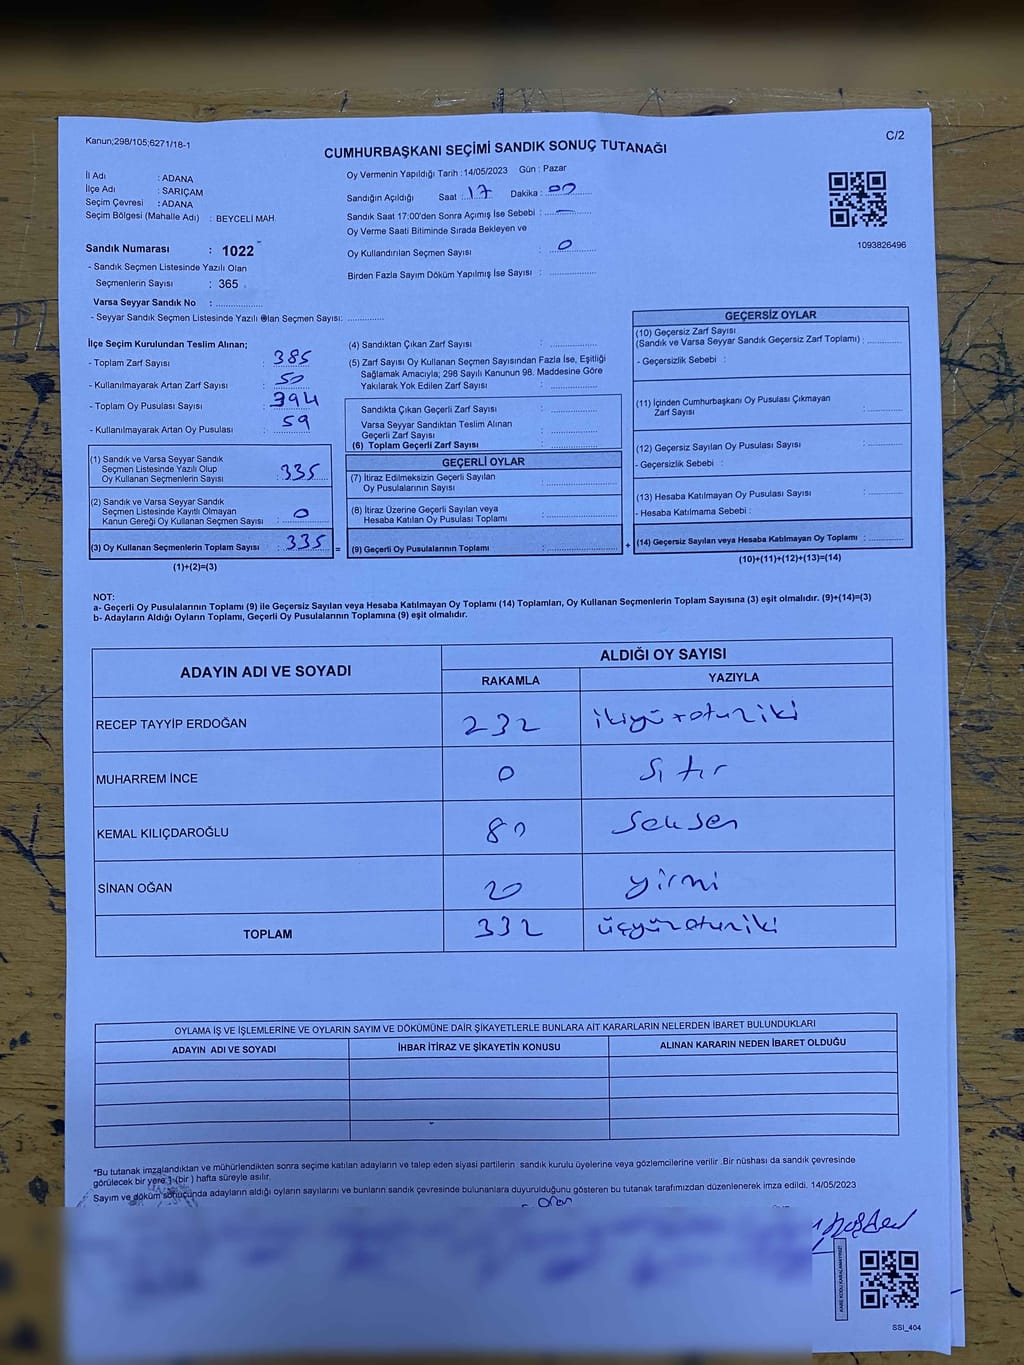 Kanun;298/105;6271/18-1
C/2
CUMHURBAŞKANI SEÇİMİ SANDIK SONUÇ TUTANAĞI
İl Adı : ADANA
İlçe Adı : SARIÇAM
Seçim Çevresi : ADANA
Seçim Bölgesi (Mahalle Adı) : BEYCELİ MAH.
Sandık Numarası : 1022
- Sandık Seçmen Listesinde Yazılı Olan
Seçmenlerin Sayısı : 365
Varsa Seyyar Sandık No :
- Seyyar Sandık Seçmen Listesinde Yazılı Olan Seçmen Sayısı:
Oy Vermenin Yapıldığı Tarih :14/05/2023 Gün : Pazar
Sandığın Açıldığı Saat : 17 Dakika : 00
Sandık Saat 17:00'den Sonra Açımış İse Sebebi : —
Oy Verme Saati Bitiminde Sırada Bekleyen ve
Oy Kullandırılan Seçmen Sayısı : 0
Birden Fazla Sayım Döküm Yapılmış İse Sayısı :
1093826496
İlçe Seçim Kurulundan Teslim Alınan;
- Toplam Zarf Sayısı : 385
- Kullanılmayarak Artan Zarf Sayısı : 50
- Toplam Oy Pusulası Sayısı : 394
- Kullanılmayarak Artan Oy Pusulası : 59
(1) Sandık ve Varsa Seyyar Sandık
Seçmen Listesinde Yazılı Olup
Oy Kullanan Seçmenlerin Sayısı : 335
(2) Sandık ve Varsa Seyyar Sandık
Seçmen Listesinde Kayıtlı Olmayan
Kanun Gereği Oy Kullanan Seçmen Sayısı : 0
(3) Oy Kullanan Seçmenlerin Toplam Sayısı : 335 =
(1)+(2)=(3)
(4) Sandıktan Çıkan Zarf Sayısı :
(5) Zarf Sayısı Oy Kullanan Seçmen Sayısından Fazla İse, Eşitliği
Sağlamak Amacıyla; 298 Sayılı Kanunun 98. Maddesine Göre
Yakılarak Yok Edilen Zarf Sayısı :
Sandıkta Çıkan Geçerli Zarf Sayısı :
Varsa Seyyar Sandıktan Teslim Alınan
Geçerli Zarf Sayısı :
(6) Toplam Geçerli Zarf Sayısı :
GEÇERLİ OYLAR
(7) İtiraz Edilmeksizin Geçerli Sayılan
Oy Pusulalarının Sayısı :
(8) İtiraz Üzerine Geçerli Sayılan veya
Hesaba Katılan Oy Pusulası Toplamı :
(9) Geçerli Oy Pusulalarının Toplamı : +
GEÇERSİZ OYLAR
(10) Geçersiz Zarf Sayısı
(Sandık ve Varsa Seyyar Sandık Geçersiz Zarf Toplamı) :
- Geçersizlik Sebebi :
(11) İçinden Cumhurbaşkanı Oy Pusulası Çıkmayan
Zarf Sayısı :
(12) Geçersiz Sayılan Oy Pusulası Sayısı :
- Geçersizlik Sebebi :
(13) Hesaba Katılmayan Oy Pusulası Sayısı :
- Hesaba Katılmama Sebebi :
(14) Geçersiz Sayılan veya Hesaba Katılmayan Oy Toplamı :
(10)+(11)+(12)+(13)=(14)
NOT:
a- Geçerli Oy Pusulalarının Toplamı (9) ile Geçersiz Sayılan veya Hesaba Katılmayan Oy Toplamı (14) Toplamları, Oy Kullanan Seçmenlerin Toplam Sayısına (3) eşit olmalıdır. (9)+(14)=(3)
b- Adayların Aldığı Oyların Toplamı, Geçerli Oy Pusulalarının Toplamına (9) eşit olmalıdır.
ADAYIN ADI VE SOYADI
ALDIĞI OY SAYISI
RAKAMLA YAZIYLA
RECEP TAYYİP ERDOĞAN 232 ikiyüzotuziki
MUHARREM İNCE 0 Sıfır
KEMAL KILIÇDAROĞLU 80 Seksen
SİNAN OĞAN 20 yirmi
TOPLAM 332 üçyüzotuziki
OYLAMA İŞ VE İŞLEMLERİNE VE OYLARIN SAYIM VE DÖKÜMÜNE DAİR ŞİKAYETLERLE BUNLARA AİT KARARLARIN NELERDEN İBARET BULUNDUKLARI
ADAYIN ADI VE SOYADI İHBAR İTİRAZ VE ŞİKAYETİN KONUSU ALINAN KARARIN NEDEN İBARET OLDUĞU
*Bu tutanak imzalandıktan ve mühürlendikten sonra seçime katılan adayların ve talep eden siyasi partilerin sandık kurulu üyelerine veya gözlemcilerine verilir .Bir nüshası da sandık çevresinde
görülecek bir yere 1 (bir ) hafta süreyle asılır.
Sayım ve döküm sonucunda adayların aldığı oyların sayılarını ve bunların sandık çevresinde bulunanlara duyurulduğunu gösteren bu tutanak tarafımızdan düzenlenerek imza edildi. 14/05/2023
KARE KODU KARALAMAYINIZ!
SSI_404